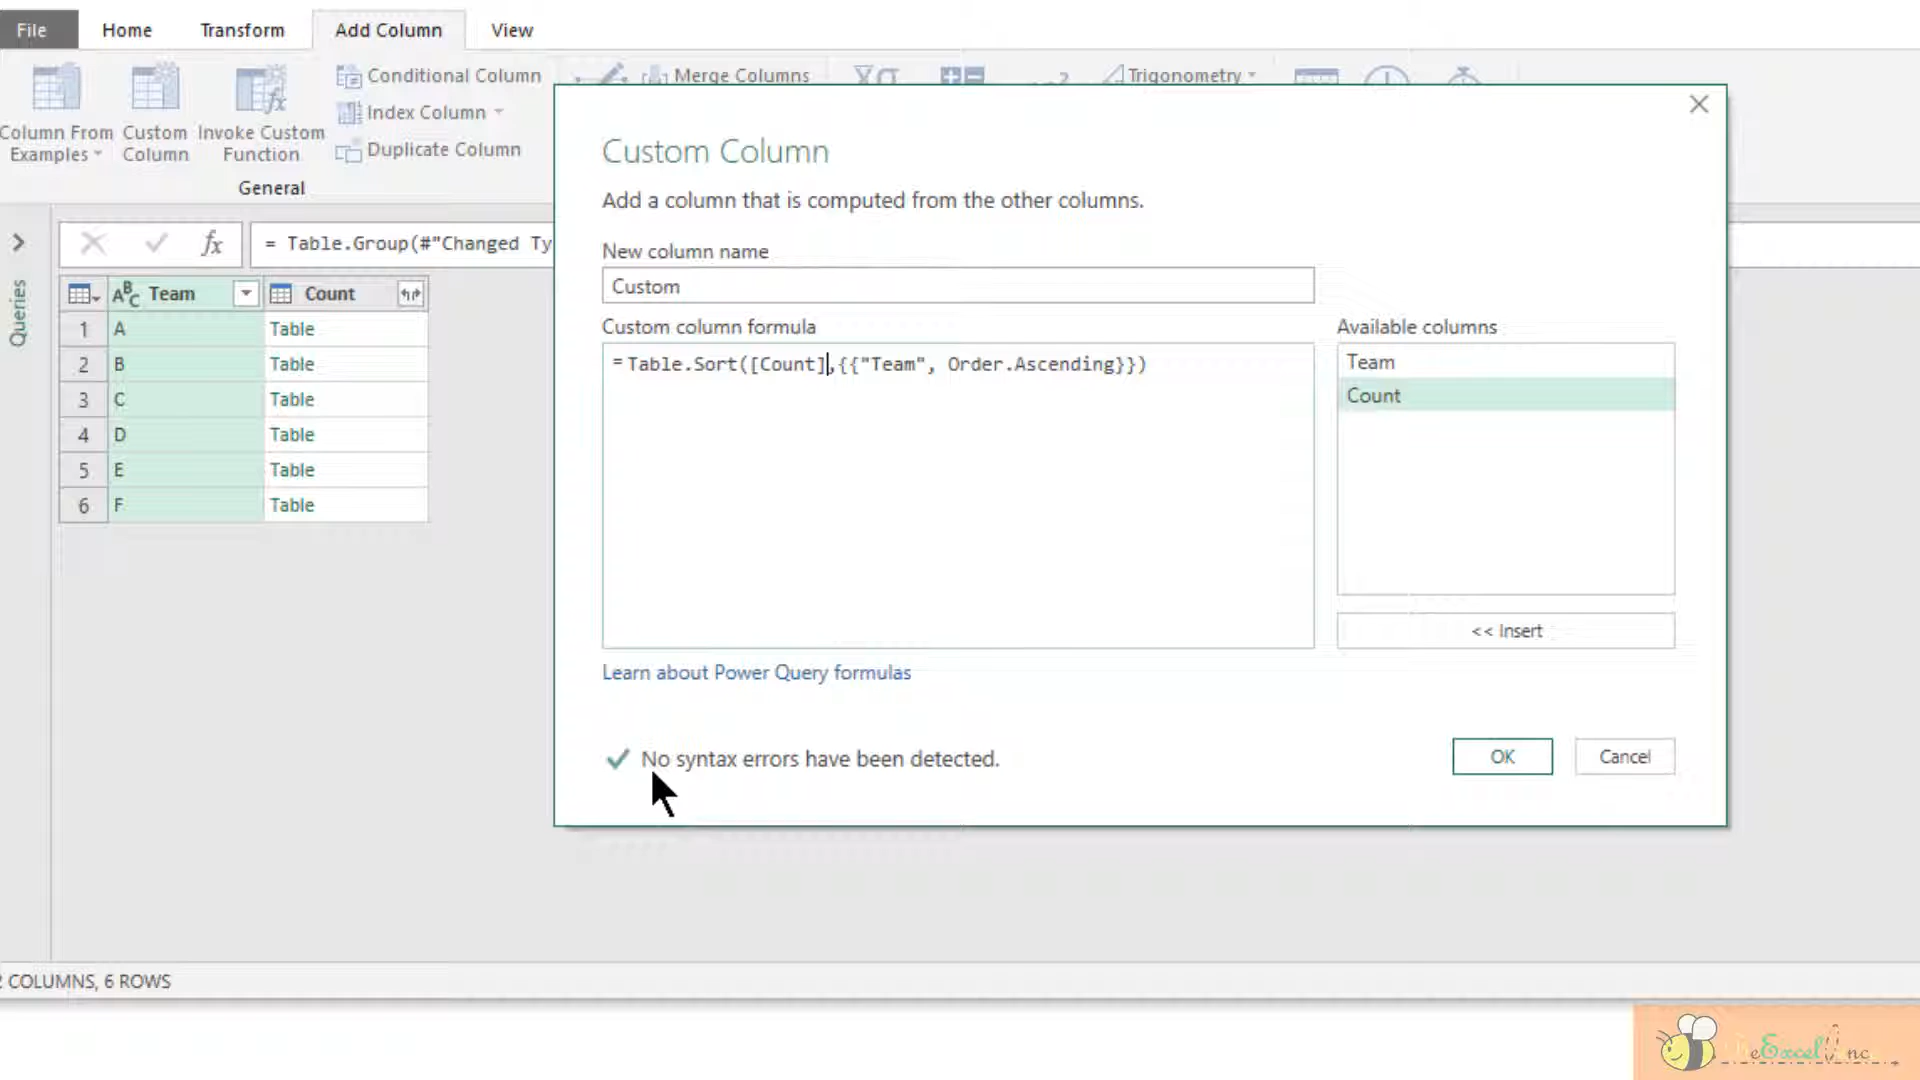 File Home Transform Add Column View
Column From Examples
Custom Column
Invoke Custom Function
Conditional Column
Index Column
Duplicate Column
General
Merge Columns
Trigonometry
= Table.Group(#"Changed Ty
Queries
Team Count
1 A Table
2 B Table
3 C Table
4 D Table
5 E Table
6 F Table
Custom Column
Add a column that is computed from the other columns.
New column name
Custom
Custom column formula
= Table.Sort([Count],{{"Team", Order.Ascending}})
Available columns
Team
Count
<< Insert
Learn about Power Query formulas
No syntax errors have been detected.
OK Cancel
COLUMNS, 6 ROWS